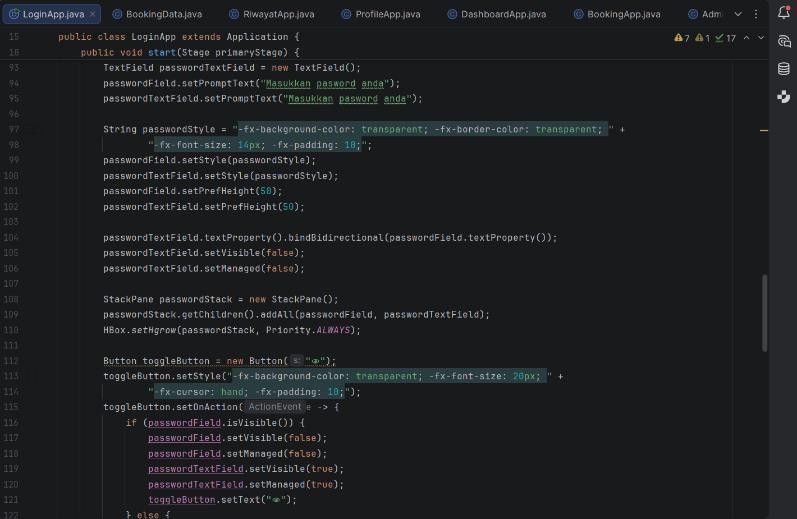 LoginApp.java × BookingData.java RiwayatApp.java ProfileApp.java DashboardApp.java BookingApp.java Admi
15 public class LoginApp extends Application { 7 1 17
18 public void start(Stage primaryStage) {
93 TextField passwordTextField = new TextField();
94 passwordField.setPromptText("Masukkan pasword anda");
95 passwordTextField.setPromptText("Masukkan pasword anda");
96
97 String passwordStyle = "-fx-background-color: transparent; -fx-border-color: transparent; " +
98 "-fx-font-size: 14px; -fx-padding: 10;";
99 passwordField.setStyle(passwordStyle);
100 passwordTextField.setStyle(passwordStyle);
101 passwordField.setPrefHeight(50);
102 passwordTextField.setPrefHeight(50);
103
104 passwordTextField.textProperty().bindBidirectional(passwordField.textProperty());
105 passwordTextField.setVisible(false);
106 passwordTextField.setManaged(false);
107
108 StackPane passwordStack = new StackPane();
109 passwordStack.getChildren().addAll(passwordField, passwordTextField);
110 HBox.setHgrow(passwordStack, Priority.ALWAYS);
111
112 Button toggleButton = new Button( s: "👁");
113 toggleButton.setStyle("-fx-background-color: transparent; -fx-font-size: 20px; " +
114 "-fx-cursor: hand; -fx-padding: 10;");
115 toggleButton.setOnAction( ActionEvent e -> {
116 if (passwordField.isVisible()) {
117 passwordField.setVisible(false);
118 passwordField.setManaged(false);
119 passwordTextField.setVisible(true);
120 passwordTextField.setManaged(true);
121 toggleButton.setText("👁");
122 } else {